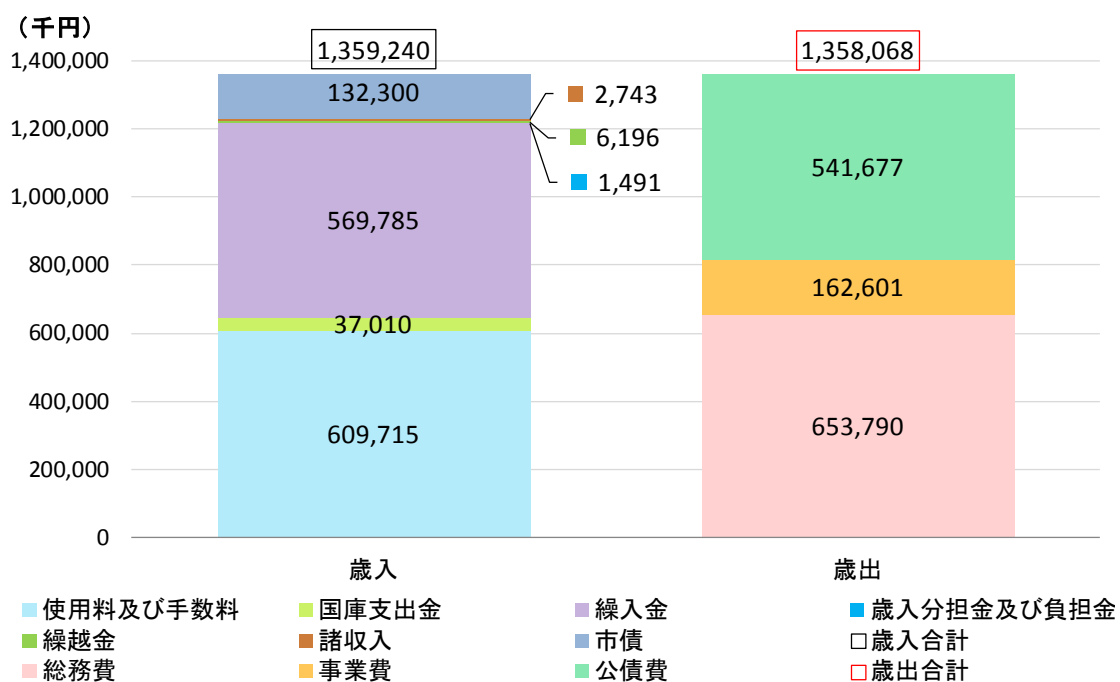 （千円）
1,359,240
1,358,068
1,400,000
132,300
2,743
1,200,000
6,196
1,491
541,677
1,000,000
569,785
800,000
162,601
37,010
600,000
400,000
609,715
653,790
200,000
0
歳入
歳出
使用料及び手数料
国庫支出金
繰入金
歳入分担金及び負担金
繰越金
諸収入
市債
歳入合計
総務費
事業費
公債費
歳出合計